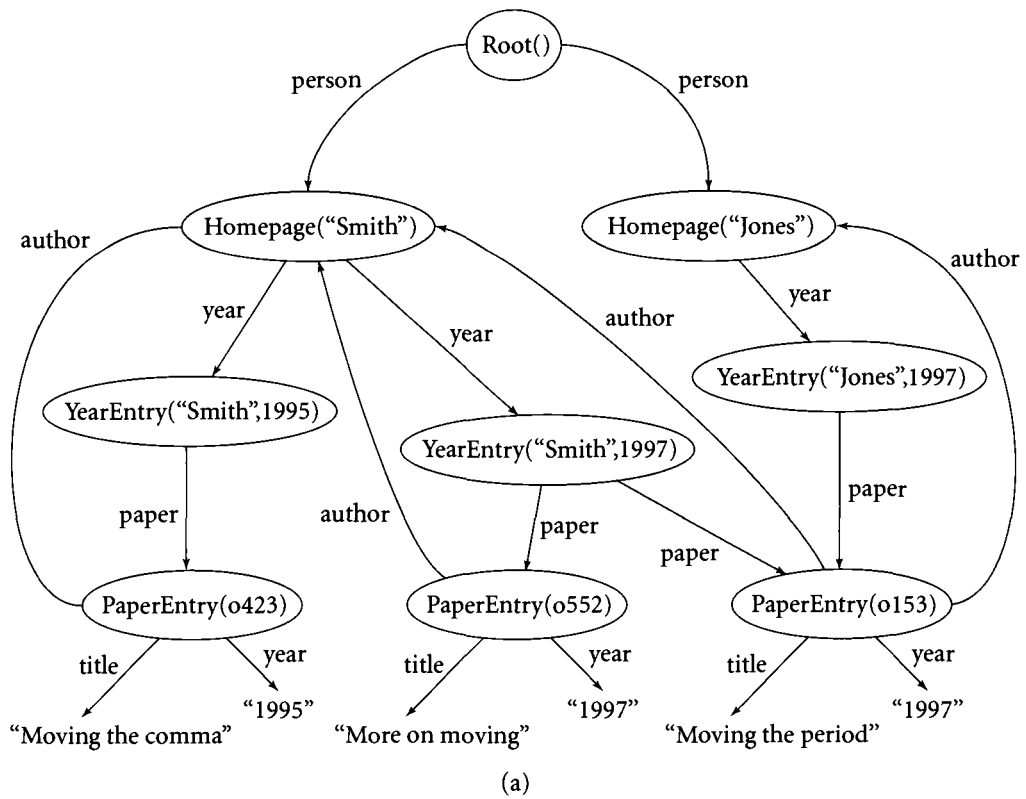 Root()
person
person
Homepage(“Smith”)
Homepage(“Jones”)
author
author
year
year
author
year
YearEntry(“Jones”,1997)
YearEntry(“Smith”,1995)
YearEntry(“Smith”,1997)
paper
author
paper
paper
paper
PaperEntry(o423)
PaperEntry(o552)
PaperEntry(o153)
title
year
title
year
title
year
“1995”
“1997”
“1997”
“Moving the comma”
“More on moving”
“Moving the period”
(a)